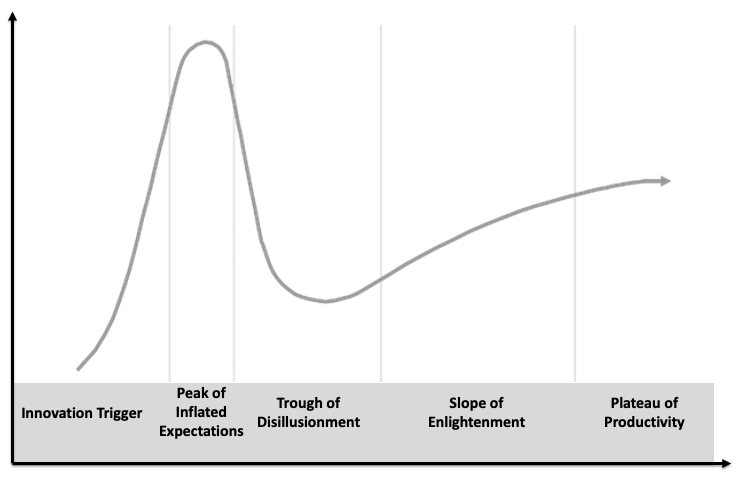 Innovation Trigger
Peak of
Inflated
Expectations
Trough of
Disillusionment
Slope of
Enlightenment
Plateau of
Productivity